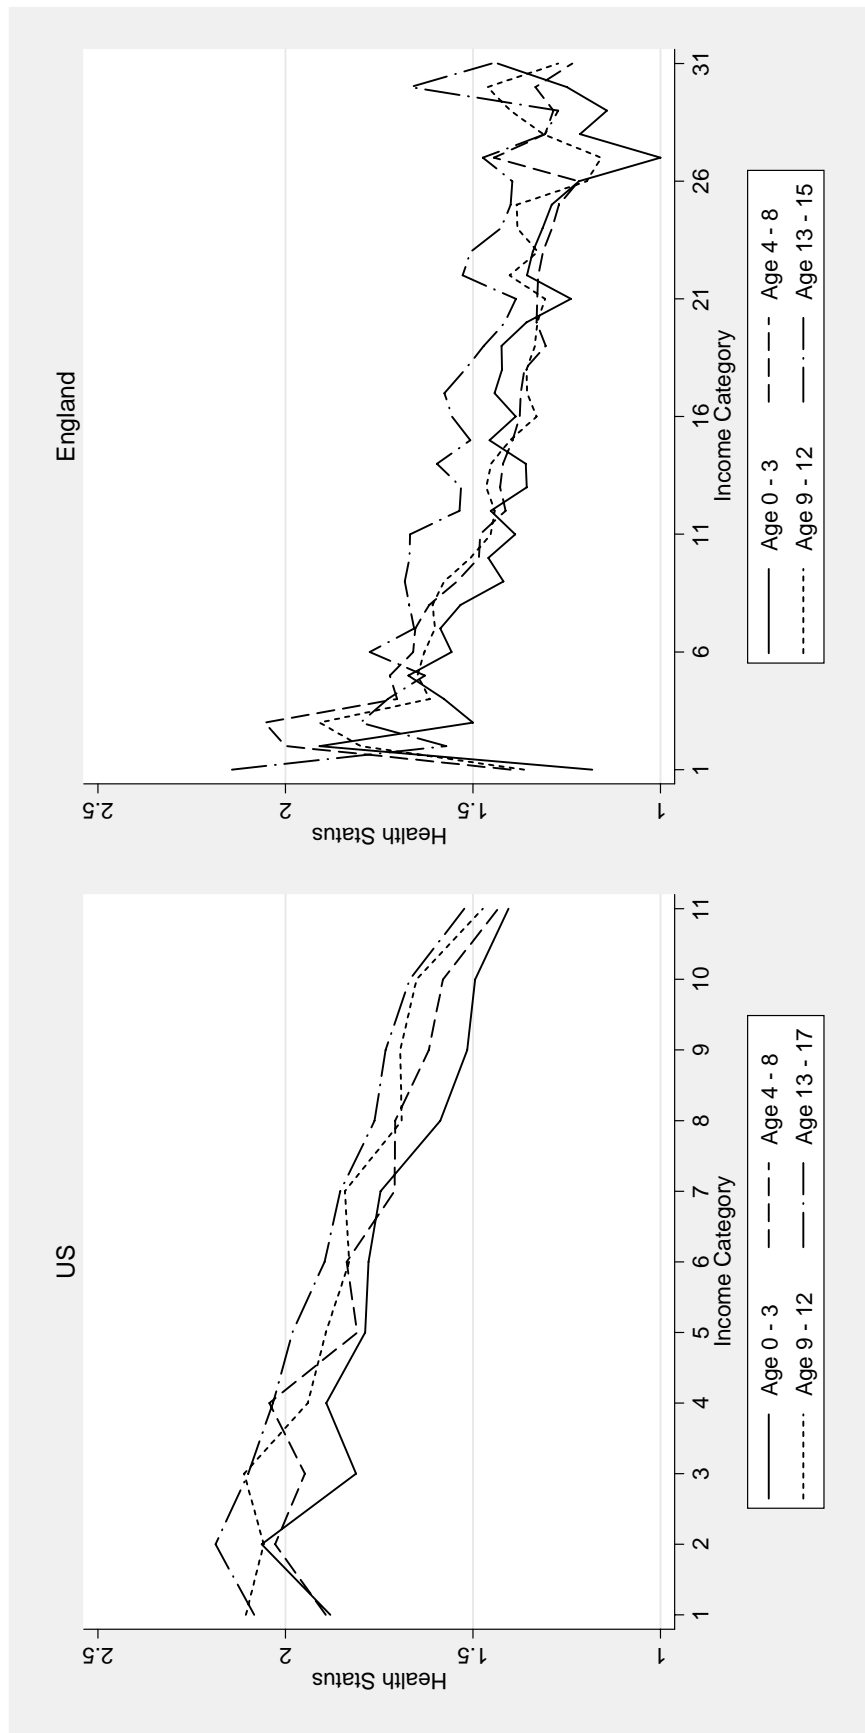 US
Health Status
2.5
2
1.5
1
1 2 3 4 5 6 7 8 9 10 11
Income Category
Age 0 - 3 Age 4 - 8
Age 9 - 12 Age 13 - 17
England
Health Status
2.5
2
1.5
1
1 6 11 16 21 26 31
Income Category
Age 0 - 3 Age 4 - 8
Age 9 - 12 Age 13 - 15